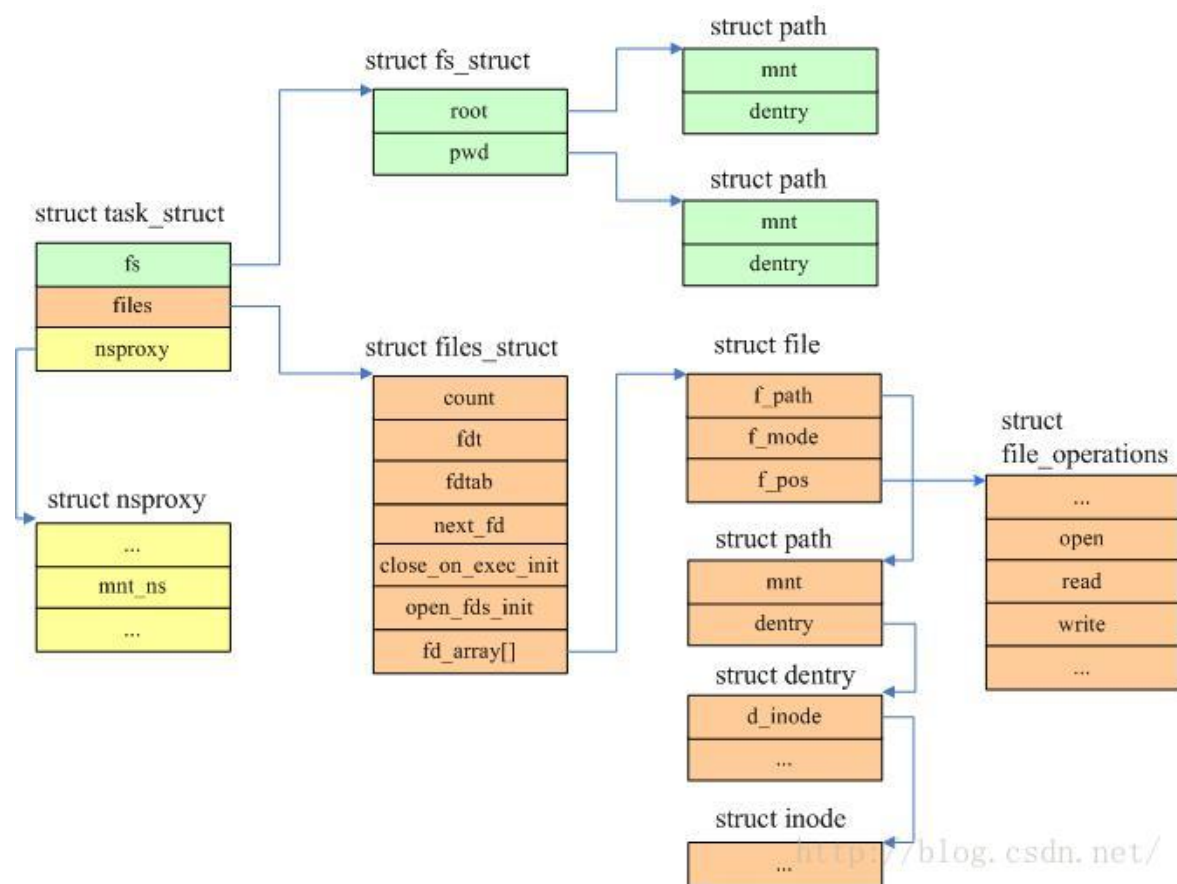 struct path
struct fs_struct
mnt
root
dentry
pwd
struct path
struct task_struct
mnt
fs
dentry
files
nsproxy
struct files_struct
struct file
count
f_path
fdt
f_mode
struct
file_operations
fdtab
f_pos
struct nsproxy
...
...
next_fd
struct path
open
mnt_ns
close_on_exec_init
mnt
read
...
open_fds_init
dentry
write
fd_array[]
...
struct dentry
d_inode
...
struct inode
...
http://blog.csdn.net/